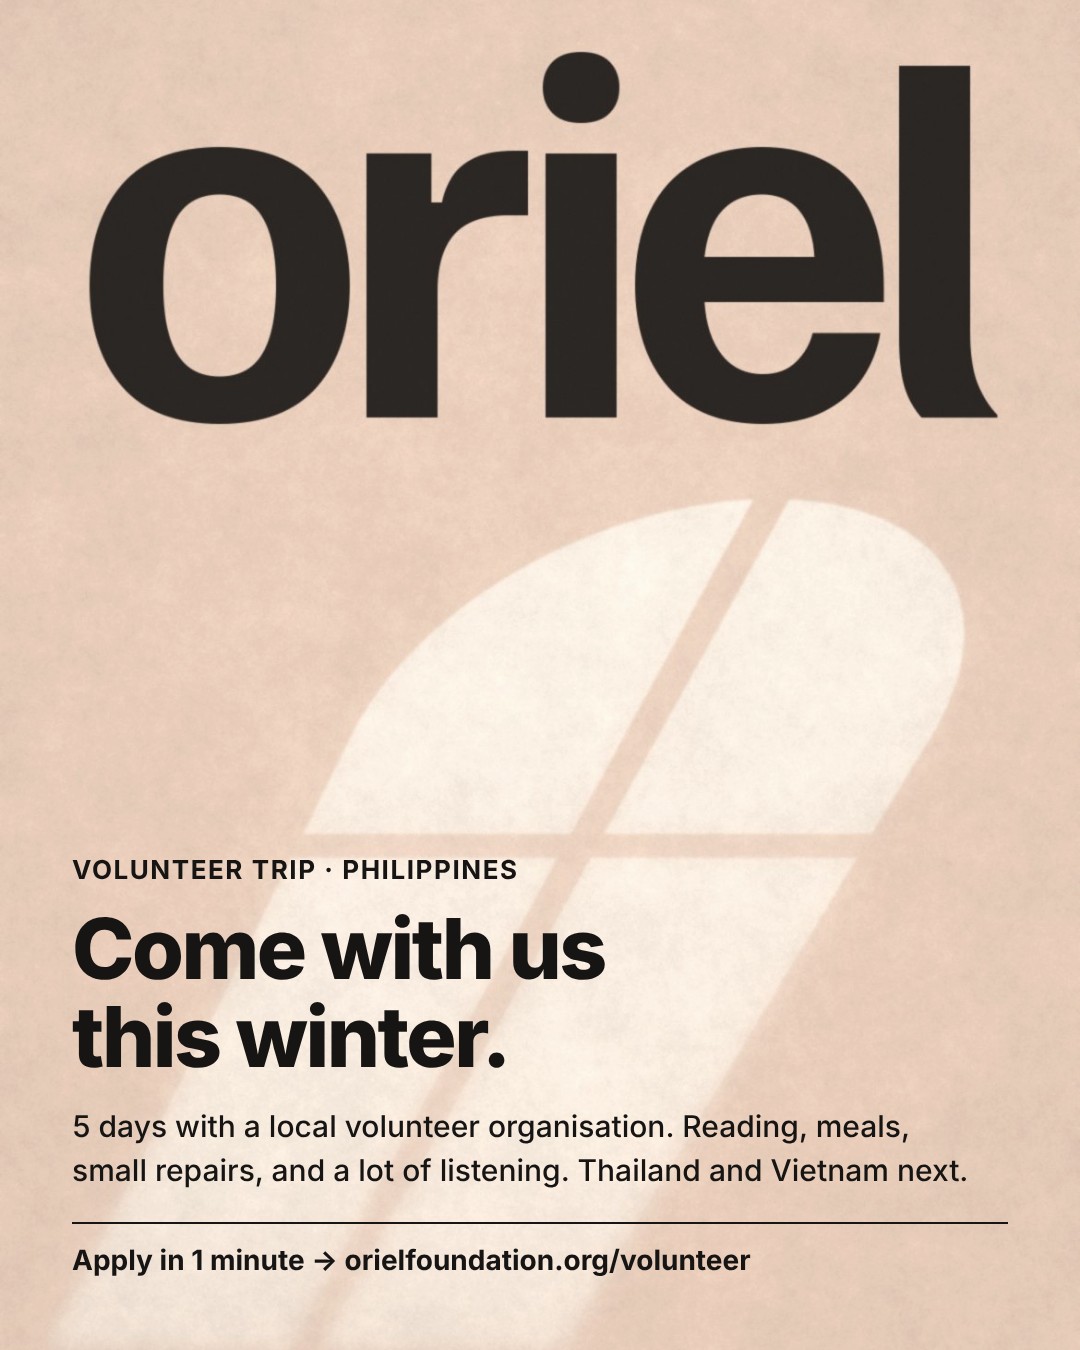 oriel
VOLUNTEER TRIP · PHILIPPINES
Come with us
this winter.
5 days with a local volunteer organisation. Reading, meals,
small repairs, and a lot of listening. Thailand and Vietnam next.
Apply in 1 minute → orielfoundation.org/volunteer